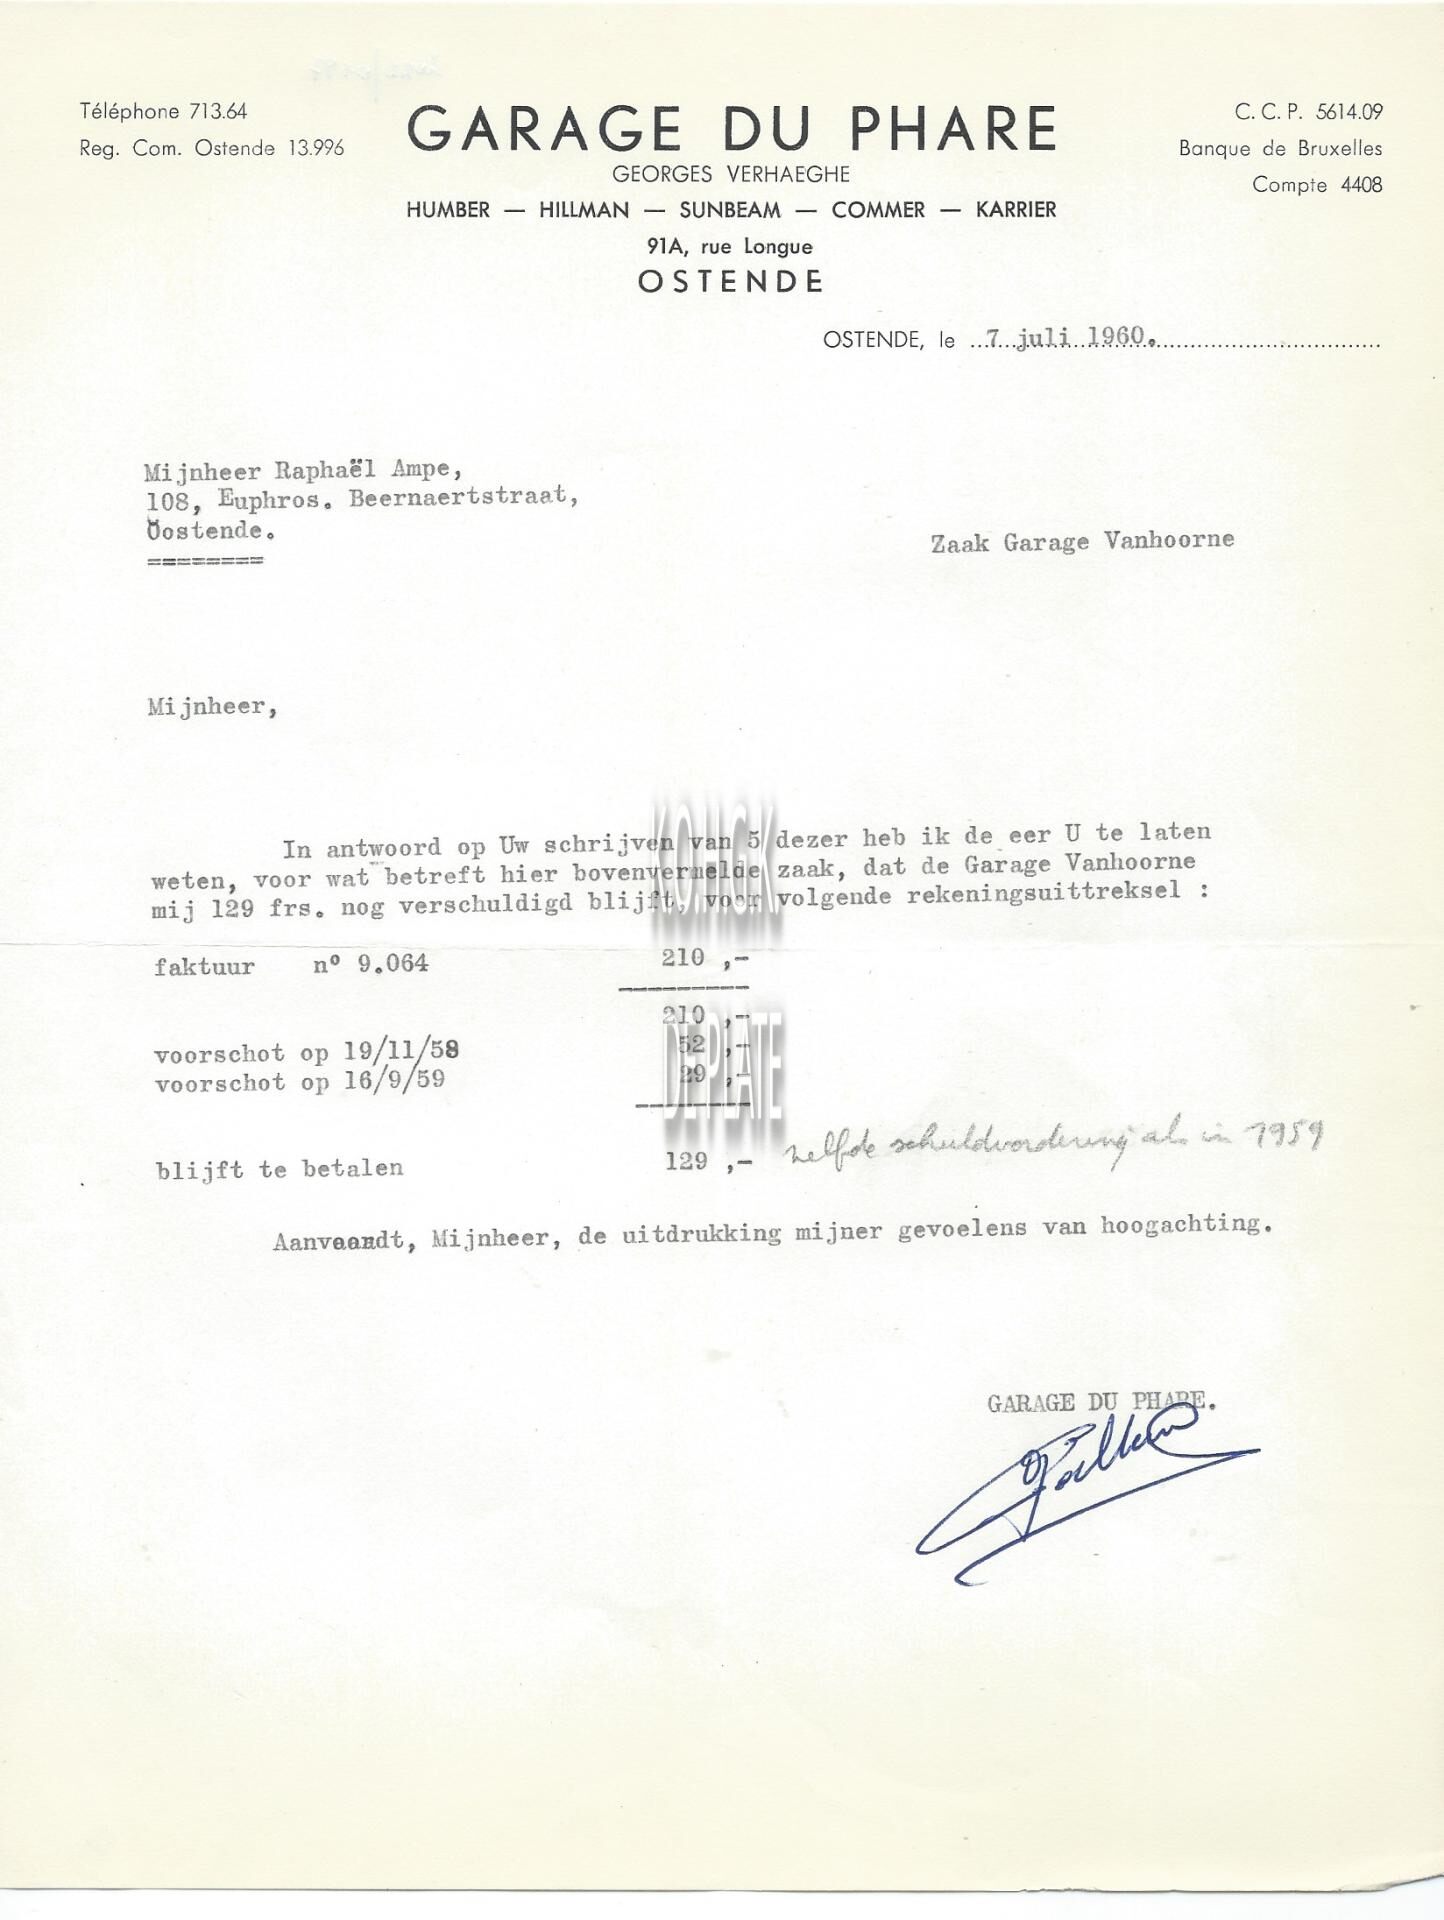 Téléphone 713.64
Reg. Com. Ostende 13.996
GARAGE DU PHARE
GEORGES VERHAEGHE
HUMBER — HILLMAN — SUNBEAM — COMMER — KARRIER
91A, rue Longue
OSTENDE
C. C. P. 5614.09
Banque de Bruxelles
Compte 4408
OSTENDE, le 7 juli 1960.
Mijnheer Raphaël Ampe,
108, Euphros. Beernaertstraat,
Oostende.
========
Zaak Garage Vanhoorne
Mijnheer,
In antwoord op Uw schrijven van 5 dezer heb ik de eer U te laten
weten, voor wat betreft hier bovenvermelde zaak, dat de Garage Vanhoorne
mij 129 frs. nog verschuldigd blijft, voor volgende rekeningsuittreksel :
faktuur n° 9.064 210 ,-
210 ,-
voorschot op 19/11/58 52 ,-
voorschot op 16/9/59 29 ,-
blijft te betalen 129 ,- zelfde schuldvordering als in 1959
Aanvaardt, Mijnheer, de uitdrukking mijner gevoelens van hoogachting.
GARAGE DU PHARE.
K.O.H.G.K
DE PLATE